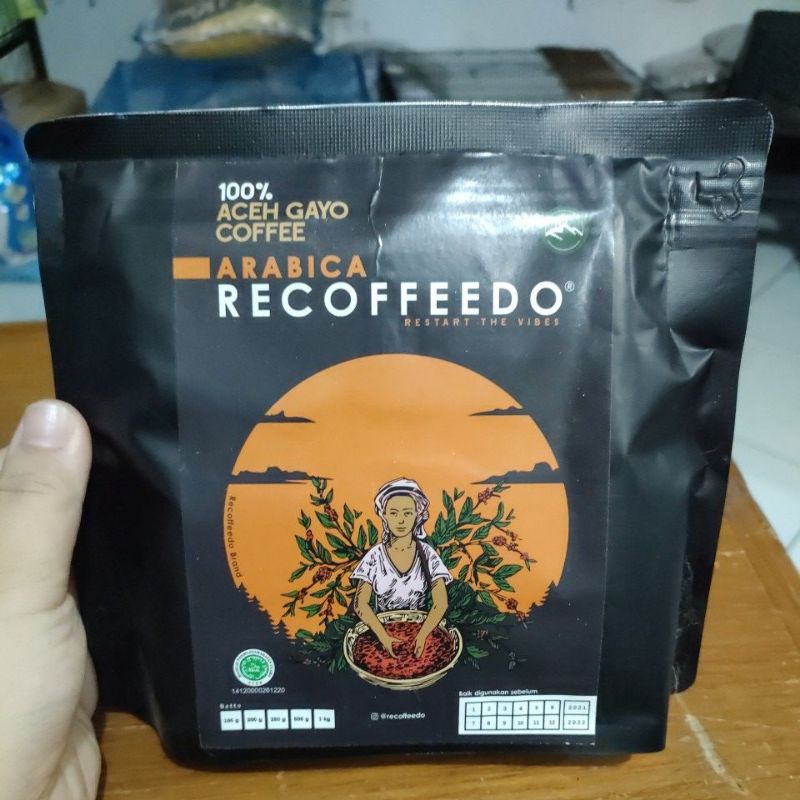 100%
ACEH GAYO
COFFEE
ARABICA
RECOFFEEDO®
RESTART THE VIBES
Recoffeedo Brand
14120000261220
Netto
100 g 200 g 250 g 500 g 1 kg
@recoffeedo
Baik digunakan sebelum
1 2 3 4 5 6 2021
7 8 9 10 11 12 2022